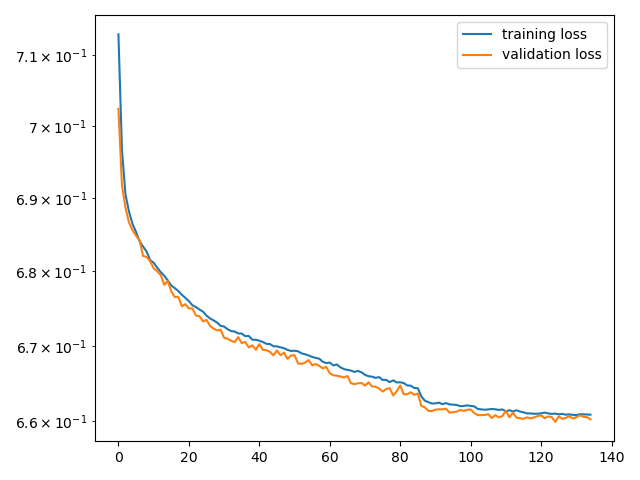 training loss
validation loss
7.1 × 10⁻¹
7 × 10⁻¹
6.9 × 10⁻¹
6.8 × 10⁻¹
6.7 × 10⁻¹
6.6 × 10⁻¹
0 20 40 60 80 100 120 140